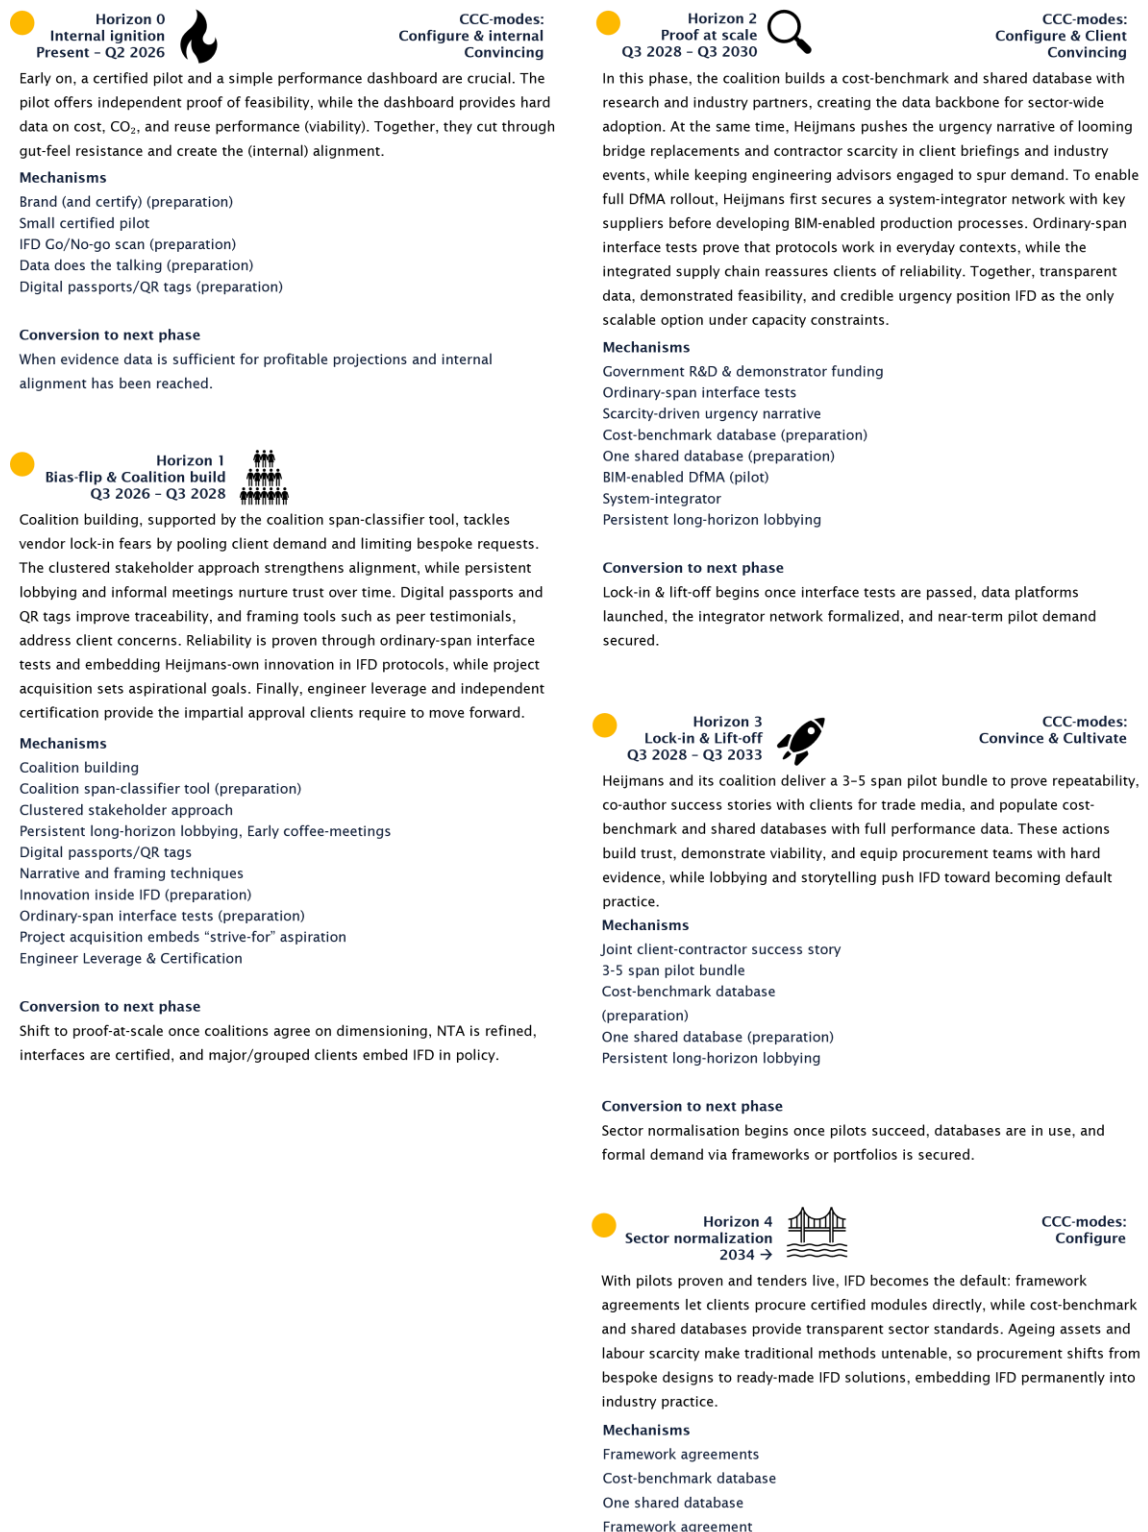 Horizon 0
Internal ignition
Present – Q2 2026
CCC-modes:
Configure & internal
Convincing
Early on, a certified pilot and a simple performance dashboard are crucial. The
pilot offers independent proof of feasibility, while the dashboard provides hard
data on cost, CO₂, and reuse performance (viability). Together, they cut through
gut-feel resistance and create the (internal) alignment.
Mechanisms
Brand (and certify) (preparation)
Small certified pilot
IFD Go/No-go scan (preparation)
Data does the talking (preparation)
Digital passports/QR tags (preparation)
Conversion to next phase
When evidence data is sufficient for profitable projections and internal
alignment has been reached.
Horizon 1
Bias-flip & Coalition build
Q3 2026 – Q3 2028
Coalition building, supported by the coalition span-classifier tool, tackles
vendor lock-in fears by pooling client demand and limiting bespoke requests.
The clustered stakeholder approach strengthens alignment, while persistent
lobbying and informal meetings nurture trust over time. Digital passports and
QR tags improve traceability, and framing tools such as peer testimonials,
address client concerns. Reliability is proven through ordinary-span interface
tests and embedding Heijmans-own innovation in IFD protocols, while project
acquisition sets aspirational goals. Finally, engineer leverage and independent
certification provide the impartial approval clients require to move forward.
Mechanisms
Coalition building
Coalition span-classifier tool (preparation)
Clustered stakeholder approach
Persistent long-horizon lobbying, Early coffee-meetings
Digital passports/QR tags
Narrative and framing techniques
Innovation inside IFD (preparation)
Ordinary-span interface tests (preparation)
Project acquisition embeds “strive-for” aspiration
Engineer Leverage & Certification
Conversion to next phase
Shift to proof-at-scale once coalitions agree on dimensioning, NTA is refined,
interfaces are certified, and major/grouped clients embed IFD in policy.
Horizon 2
Proof at scale
Q3 2028 – Q3 2030
CCC-modes:
Configure & Client
Convincing
In this phase, the coalition builds a cost-benchmark and shared database with
research and industry partners, creating the data backbone for sector-wide
adoption. At the same time, Heijmans pushes the urgency narrative of looming
bridge replacements and contractor scarcity in client briefings and industry
events, while keeping engineering advisors engaged to spur demand. To enable
full DfMA rollout, Heijmans first secures a system-integrator network with key
suppliers before developing BIM-enabled production processes. Ordinary-span
interface tests prove that protocols work in everyday contexts, while the
integrated supply chain reassures clients of reliability. Together, transparent
data, demonstrated feasibility, and credible urgency position IFD as the only
scalable option under capacity constraints.
Mechanisms
Government R&D & demonstrator funding
Ordinary-span interface tests
Scarcity-driven urgency narrative
Cost-benchmark database (preparation)
One shared database (preparation)
BIM-enabled DfMA (pilot)
System-integrator
Persistent long-horizon lobbying
Conversion to next phase
Lock-in & lift-off begins once interface tests are passed, data platforms
launched, the integrator network formalized, and near-term pilot demand
secured.
Horizon 3
Lock-in & Lift-off
Q3 2028 – Q3 2033
CCC-modes:
Convince & Cultivate
Heijmans and its coalition deliver a 3–5 span pilot bundle to prove repeatability,
co-author success stories with clients for trade media, and populate cost-
benchmark and shared databases with full performance data. These actions
build trust, demonstrate viability, and equip procurement teams with hard
evidence, while lobbying and storytelling push IFD toward becoming default
practice.
Mechanisms
Joint client-contractor success story
3-5 span pilot bundle
Cost-benchmark database
(preparation)
One shared database (preparation)
Persistent long-horizon lobbying
Conversion to next phase
Sector normalisation begins once pilots succeed, databases are in use, and
formal demand via frameworks or portfolios is secured.
Horizon 4
Sector normalization
2034 →
CCC-modes:
Configure
With pilots proven and tenders live, IFD becomes the default: framework
agreements let clients procure certified modules directly, while cost-benchmark
and shared databases provide transparent sector standards. Ageing assets and
labour scarcity make traditional methods untenable, so procurement shifts from
bespoke designs to ready-made IFD solutions, embedding IFD permanently into
industry practice.
Mechanisms
Framework agreements
Cost-benchmark database
One shared database
Framework agreement